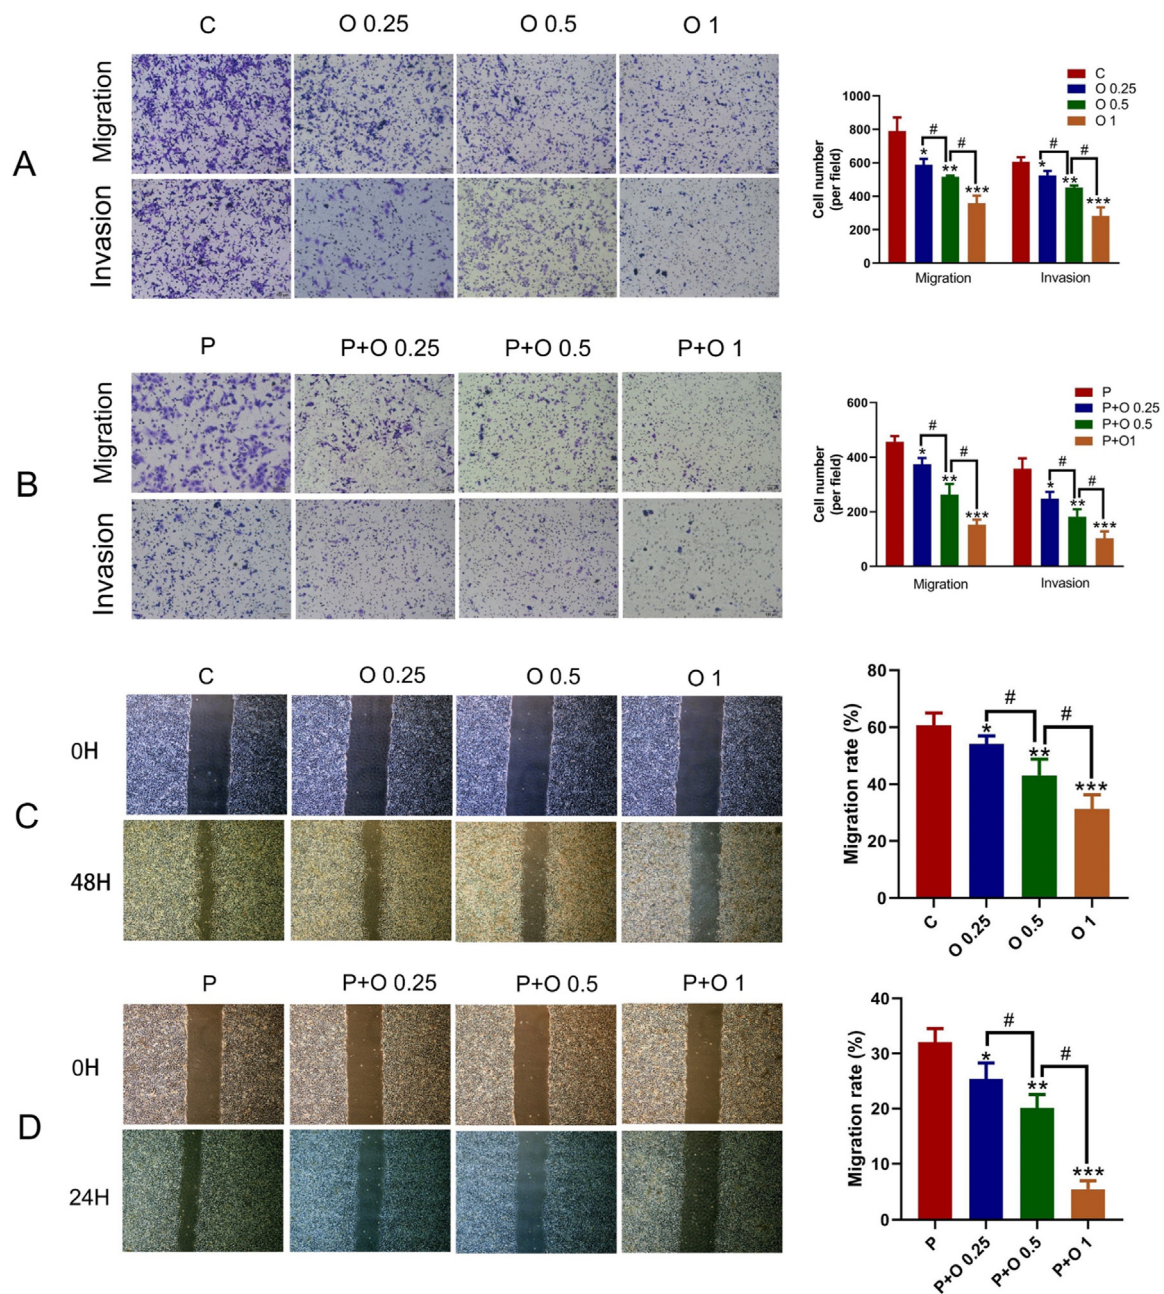 C O 0.25 O 0.5 O 1
A
Migration
Invasion
C
O 0.25
O 0.5
O 1
Cell number
(per field)
1000
800
600
400
200
0
# # # #
* ** *** * ** ***
Migration Invasion
P P+O 0.25 P+O 0.5 P+O 1
B
Migration
Invasion
P
P+O 0.25
P+O 0.5
P+O1
Cell number
(per field)
600
400
200
0
# # # #
* ** *** * ** ***
Migration Invasion
C O 0.25 O 0.5 O 1
C
0H
48H
Migration rate (%)
80
60
40
20
0
# #
* ** ***
C O 0.25 O 0.5 O 1
P P+O 0.25 P+O 0.5 P+O 1
D
0H
24H
Migration rate (%)
40
30
20
10
0
# #
* ** ***
P P+O 0.25 P+O 0.5 P+O 1